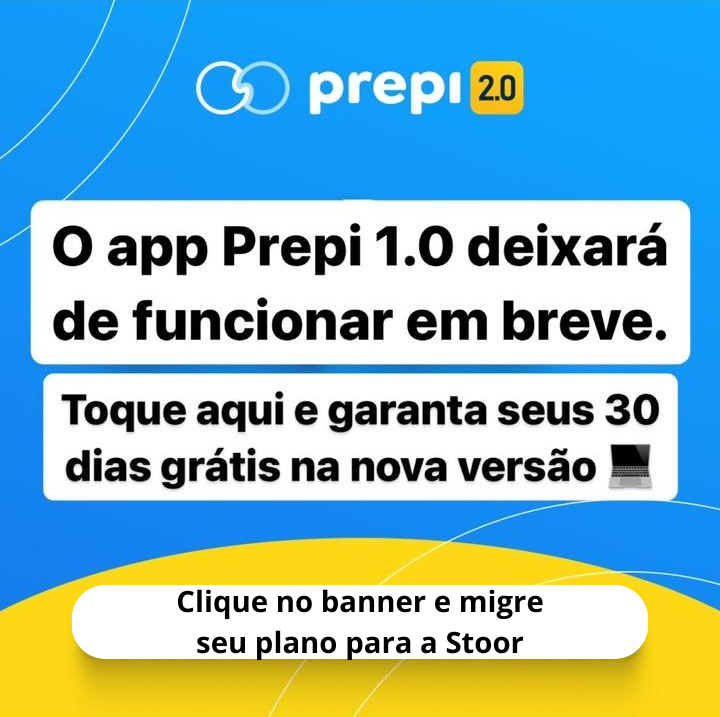 prepi 2.0
O app Prepi 1.0 deixará
de funcionar em breve.
Toque aqui e garanta seus 30
dias grátis na nova versão 💻
Clique no banner e migre
seu plano para a Stoor